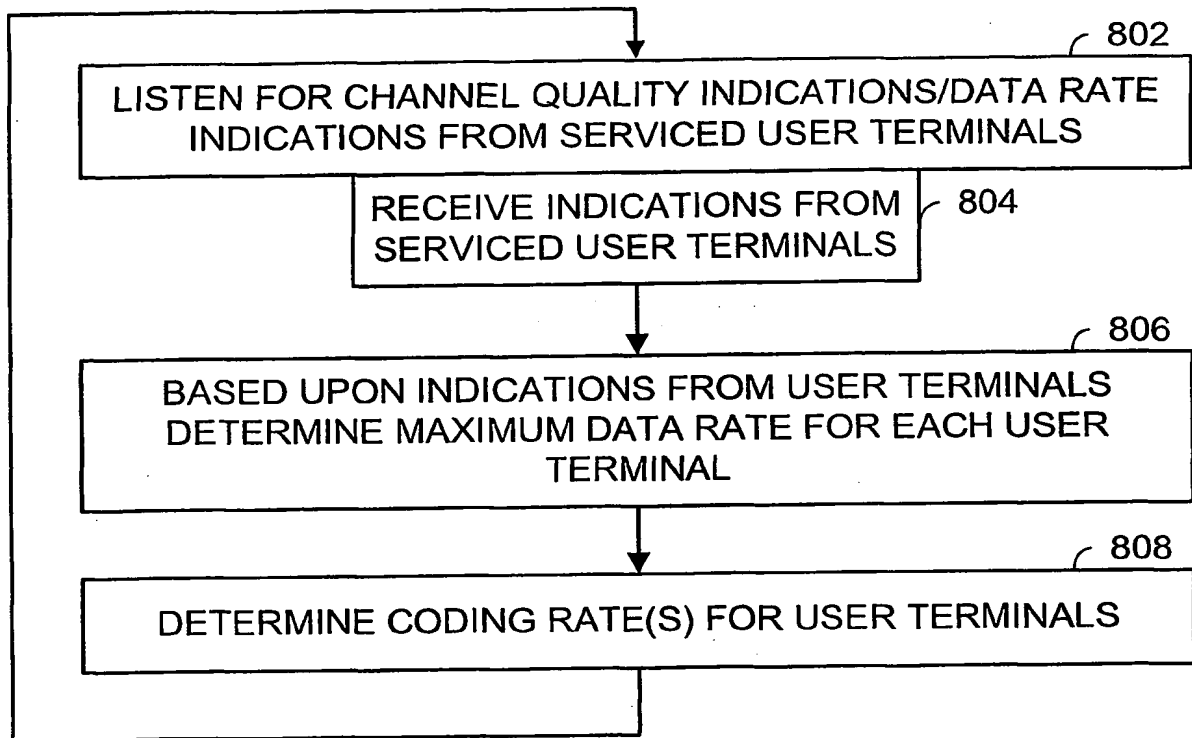 802
LISTEN FOR CHANNEL QUALITY INDICATIONS/DATA RATE
INDICATIONS FROM SERVICED USER TERMINALS
RECEIVE INDICATIONS FROM
SERVICED USER TERMINALS
804
806
BASED UPON INDICATIONS FROM USER TERMINALS
DETERMINE MAXIMUM DATA RATE FOR EACH USER
TERMINAL
808
DETERMINE CODING RATE(S) FOR USER TERMINALS